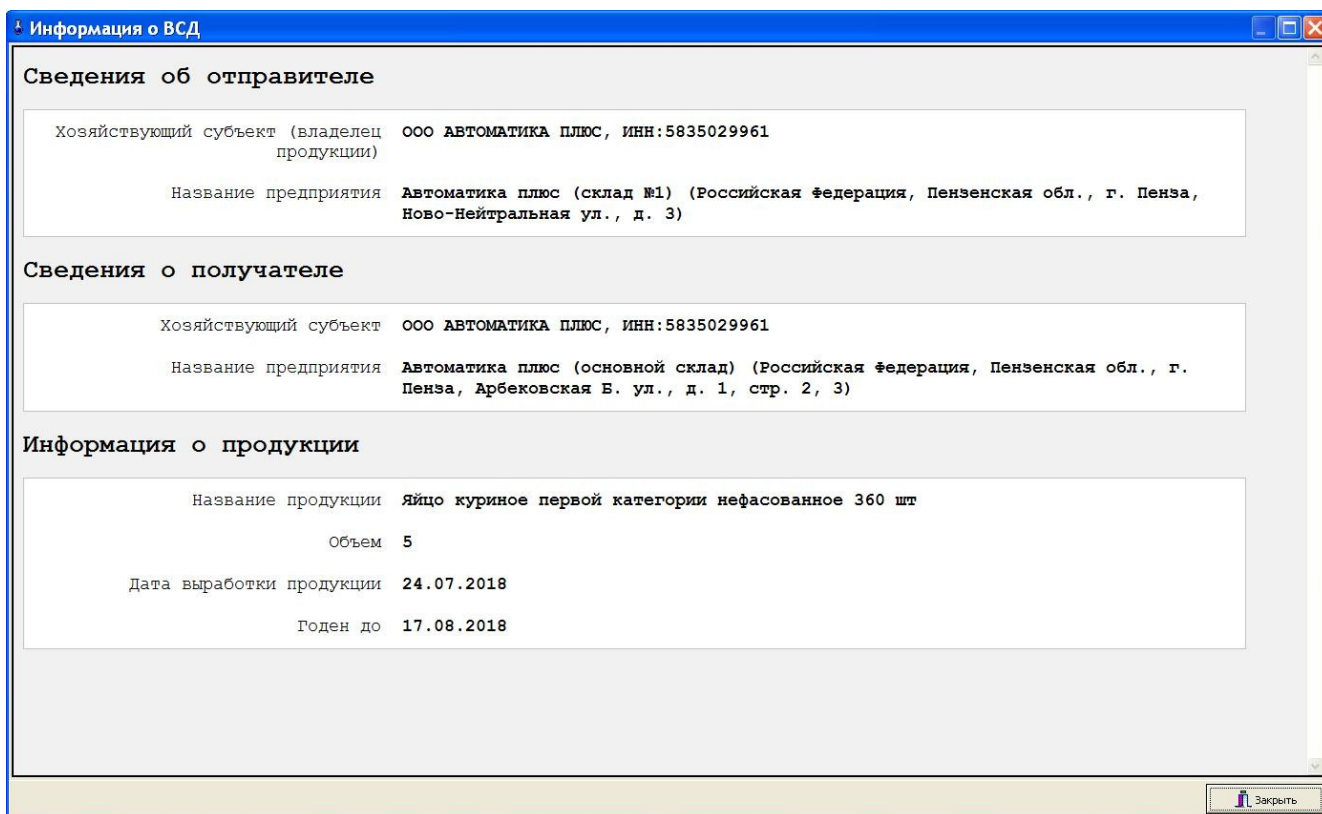 Информация о ВСД
Сведения об отправителе
Хозяйствующий субъект (владелец ООО АВТОМАТИКА ПЛЮС, ИНН:5835029961
продукции)
Название предприятия Автоматика плюс (склад №1) (Российская Федерация, Пензенская обл., г. Пенза,
Ново-Нейтральная ул., д. 3)
Сведения о получателе
Хозяйствующий субъект ООО АВТОМАТИКА ПЛЮС, ИНН:5835029961
Название предприятия Автоматика плюс (основной склад) (Российская Федерация, Пензенская обл., г.
Пенза, Арбековская Б. ул., д. 1, стр. 2, 3)
Информация о продукции
Название продукции Яйцо куриное первой категории нефасованное 360 шт
Объем 5
Дата выработки продукции 24.07.2018
Годен до 17.08.2018
Закрыть